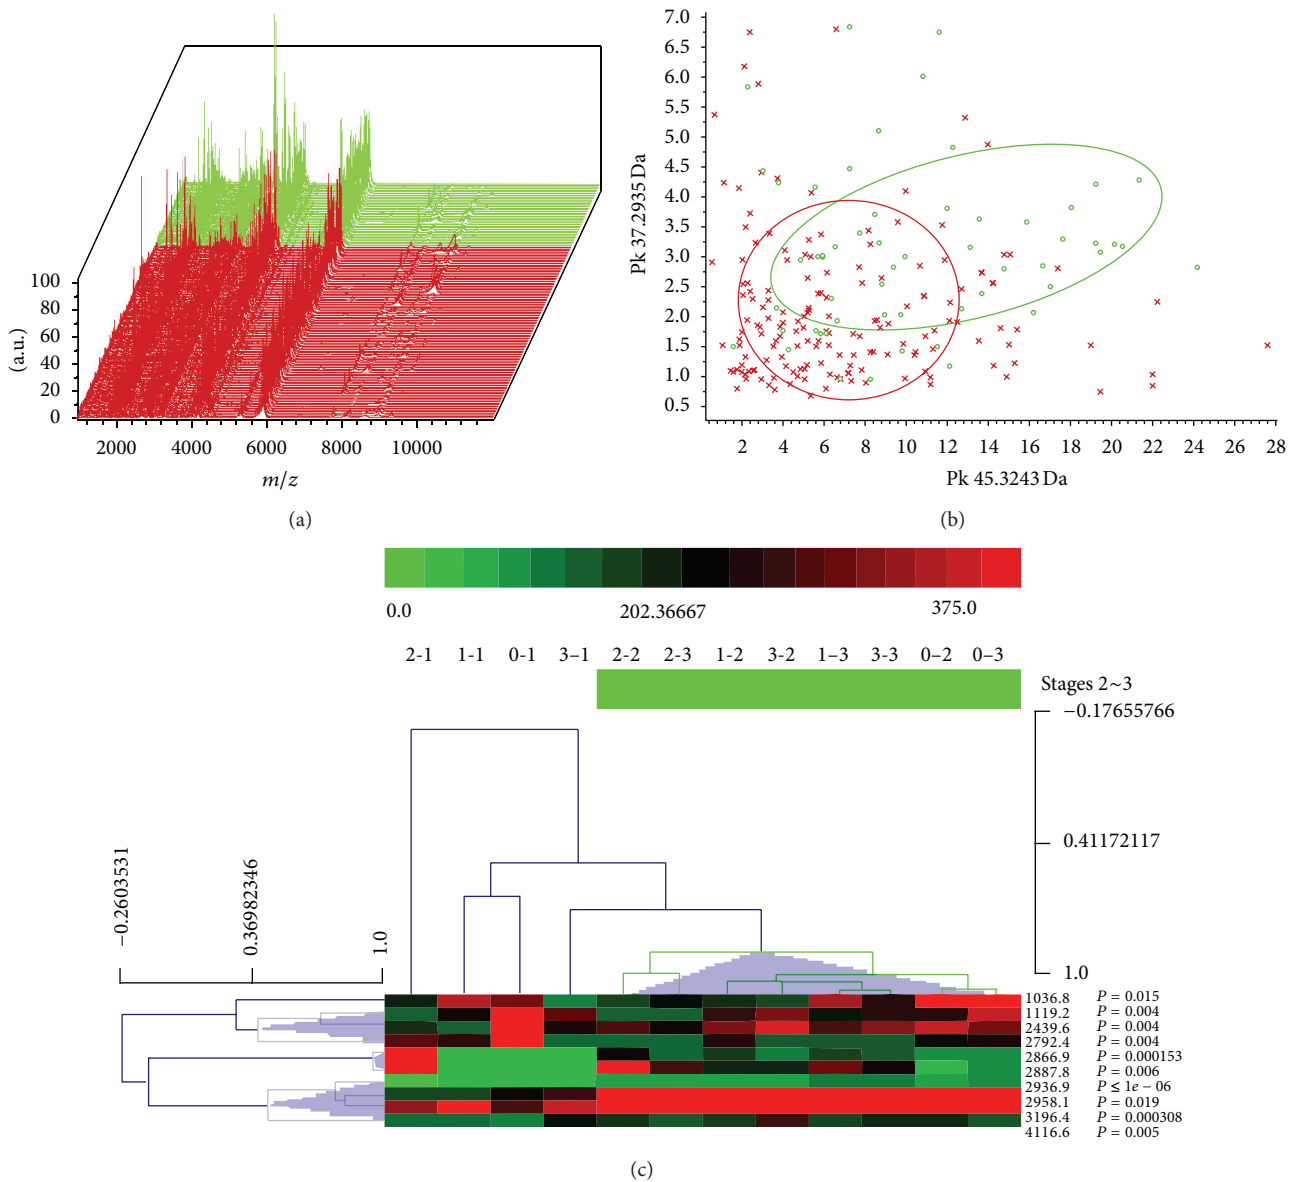 100
80
60
40
20
0
(a.u.)
2000 4000 6000 8000 10000
m/z
(a)
7.0
6.5
6.0
5.5
5.0
4.5
4.0
3.5
3.0
2.5
2.0
1.5
1.0
0.5
Pk 37.2935 Da
2 4 6 8 10 12 14 16 18 20 22 24 26 28
Pk 45.3243 Da
(b)
0.0 202.36667 375.0
2-1 1-1 0-1 3–1 2-2 2-3 1-2 3-2 1–3 3-3 0–2 0–3
Stages 2~3
−0.17655766
0.41172117
1.0
−0.2603531
0.36982346
1.0
1036.8 P = 0.015
1119.2 P = 0.004
2439.6 P = 0.004
2792.4 P = 0.004
2866.9 P = 0.000153
2887.8 P = 0.006
2936.9 P ≤ 1e − 06
2958.1 P = 0.019
3196.4 P = 0.000308
4116.6 P = 0.005
(c)